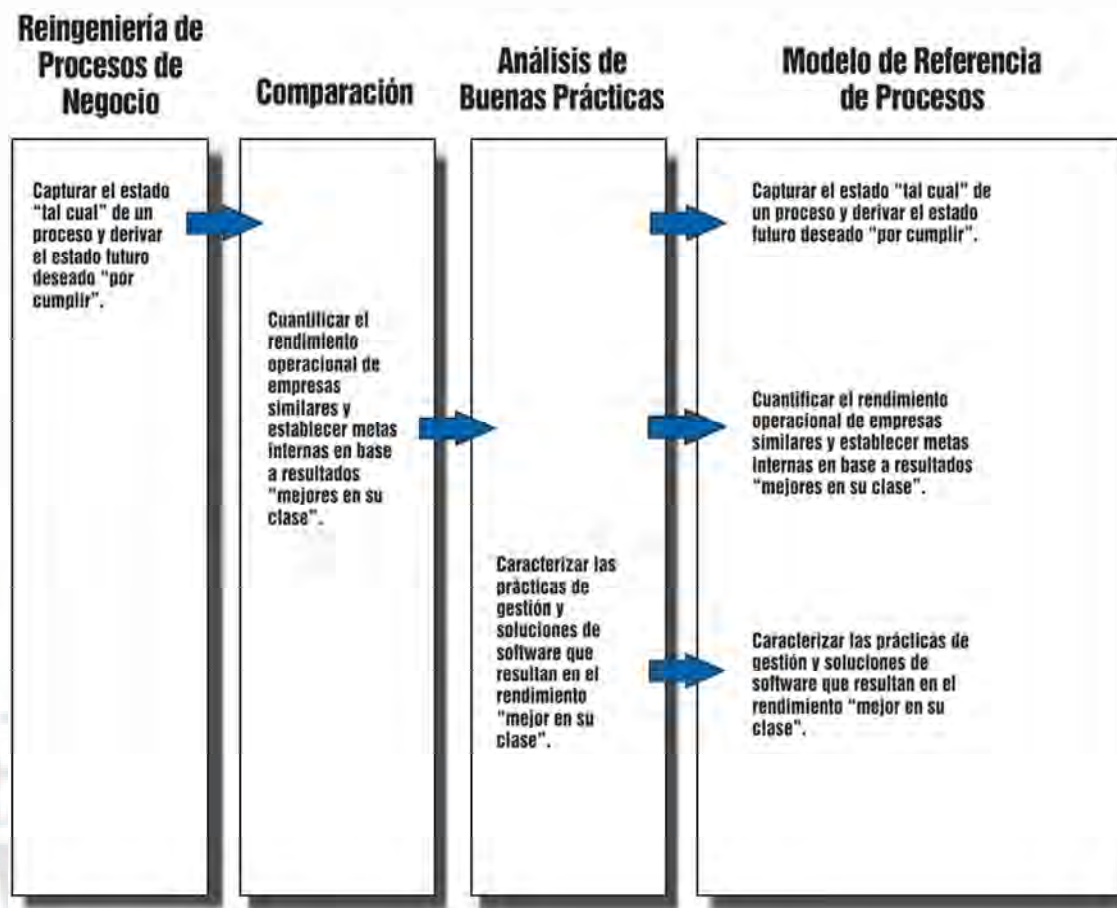 Reingeniería de
Procesos de
Negocio
Comparación
Análisis de
Buenas Prácticas
Modelo de Referencia
de Procesos
Capturar el estado
"tal cual" de un
proceso y derivar
el estado futuro
deseado "por
cumplir".
Cuantificar el
rendimiento
operacional de
empresas
similares y
establecer metas
internas en base
a resultados
"mejores en su
clase".
Caracterizar las
prácticas de
gestión y
soluciones de
software que
resultan en el
rendimiento
"mejor en su
clase".
Capturar el estado "tal cual" de
un proceso y derivar el estado
futuro deseado "por cumplir".
Cuantificar el rendimiento
operacional de empresas
similares y establecer metas
internas en base a resultados
"mejores en su clase".
Caracterizar las prácticas de
gestión y soluciones de
software que resultan en el
rendimiento "mejor en su
clase".